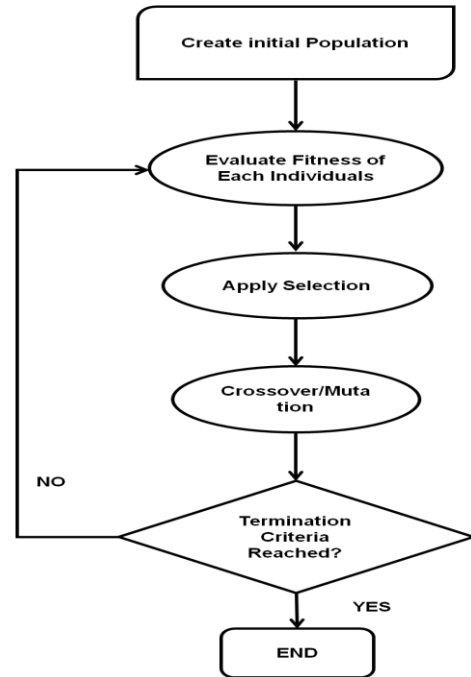 Create initial Population
Evaluate Fitness of
Each Individuals
Apply Selection
Crossover/Muta
tion
NO
Termination
Criteria
Reached?
YES
END